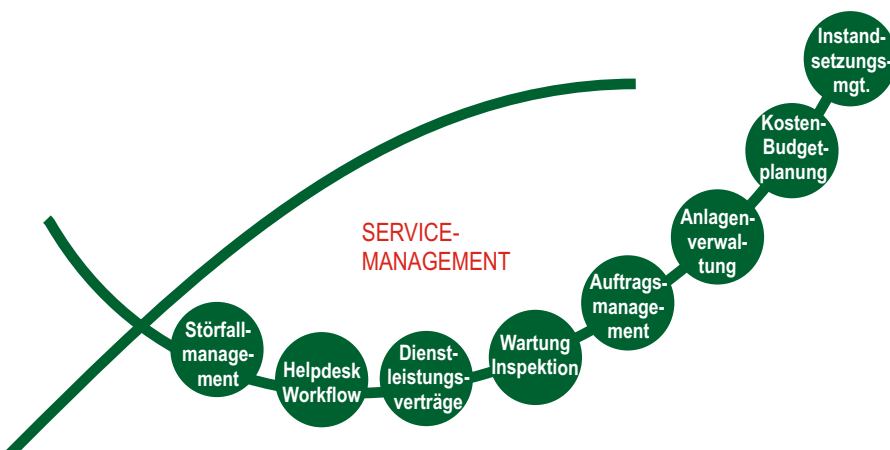 Instand-
setzungs-
mgt.
Kosten-
Budget-
planung
Anlagen-
verwal-
tung
SERVICE-
MANAGEMENT
Auftrags-
manage-
ment
Störfall-
manage-
ment
Helpdesk
Workflow
Dienst-
leistungs-
verträge
Wartung
Inspektion